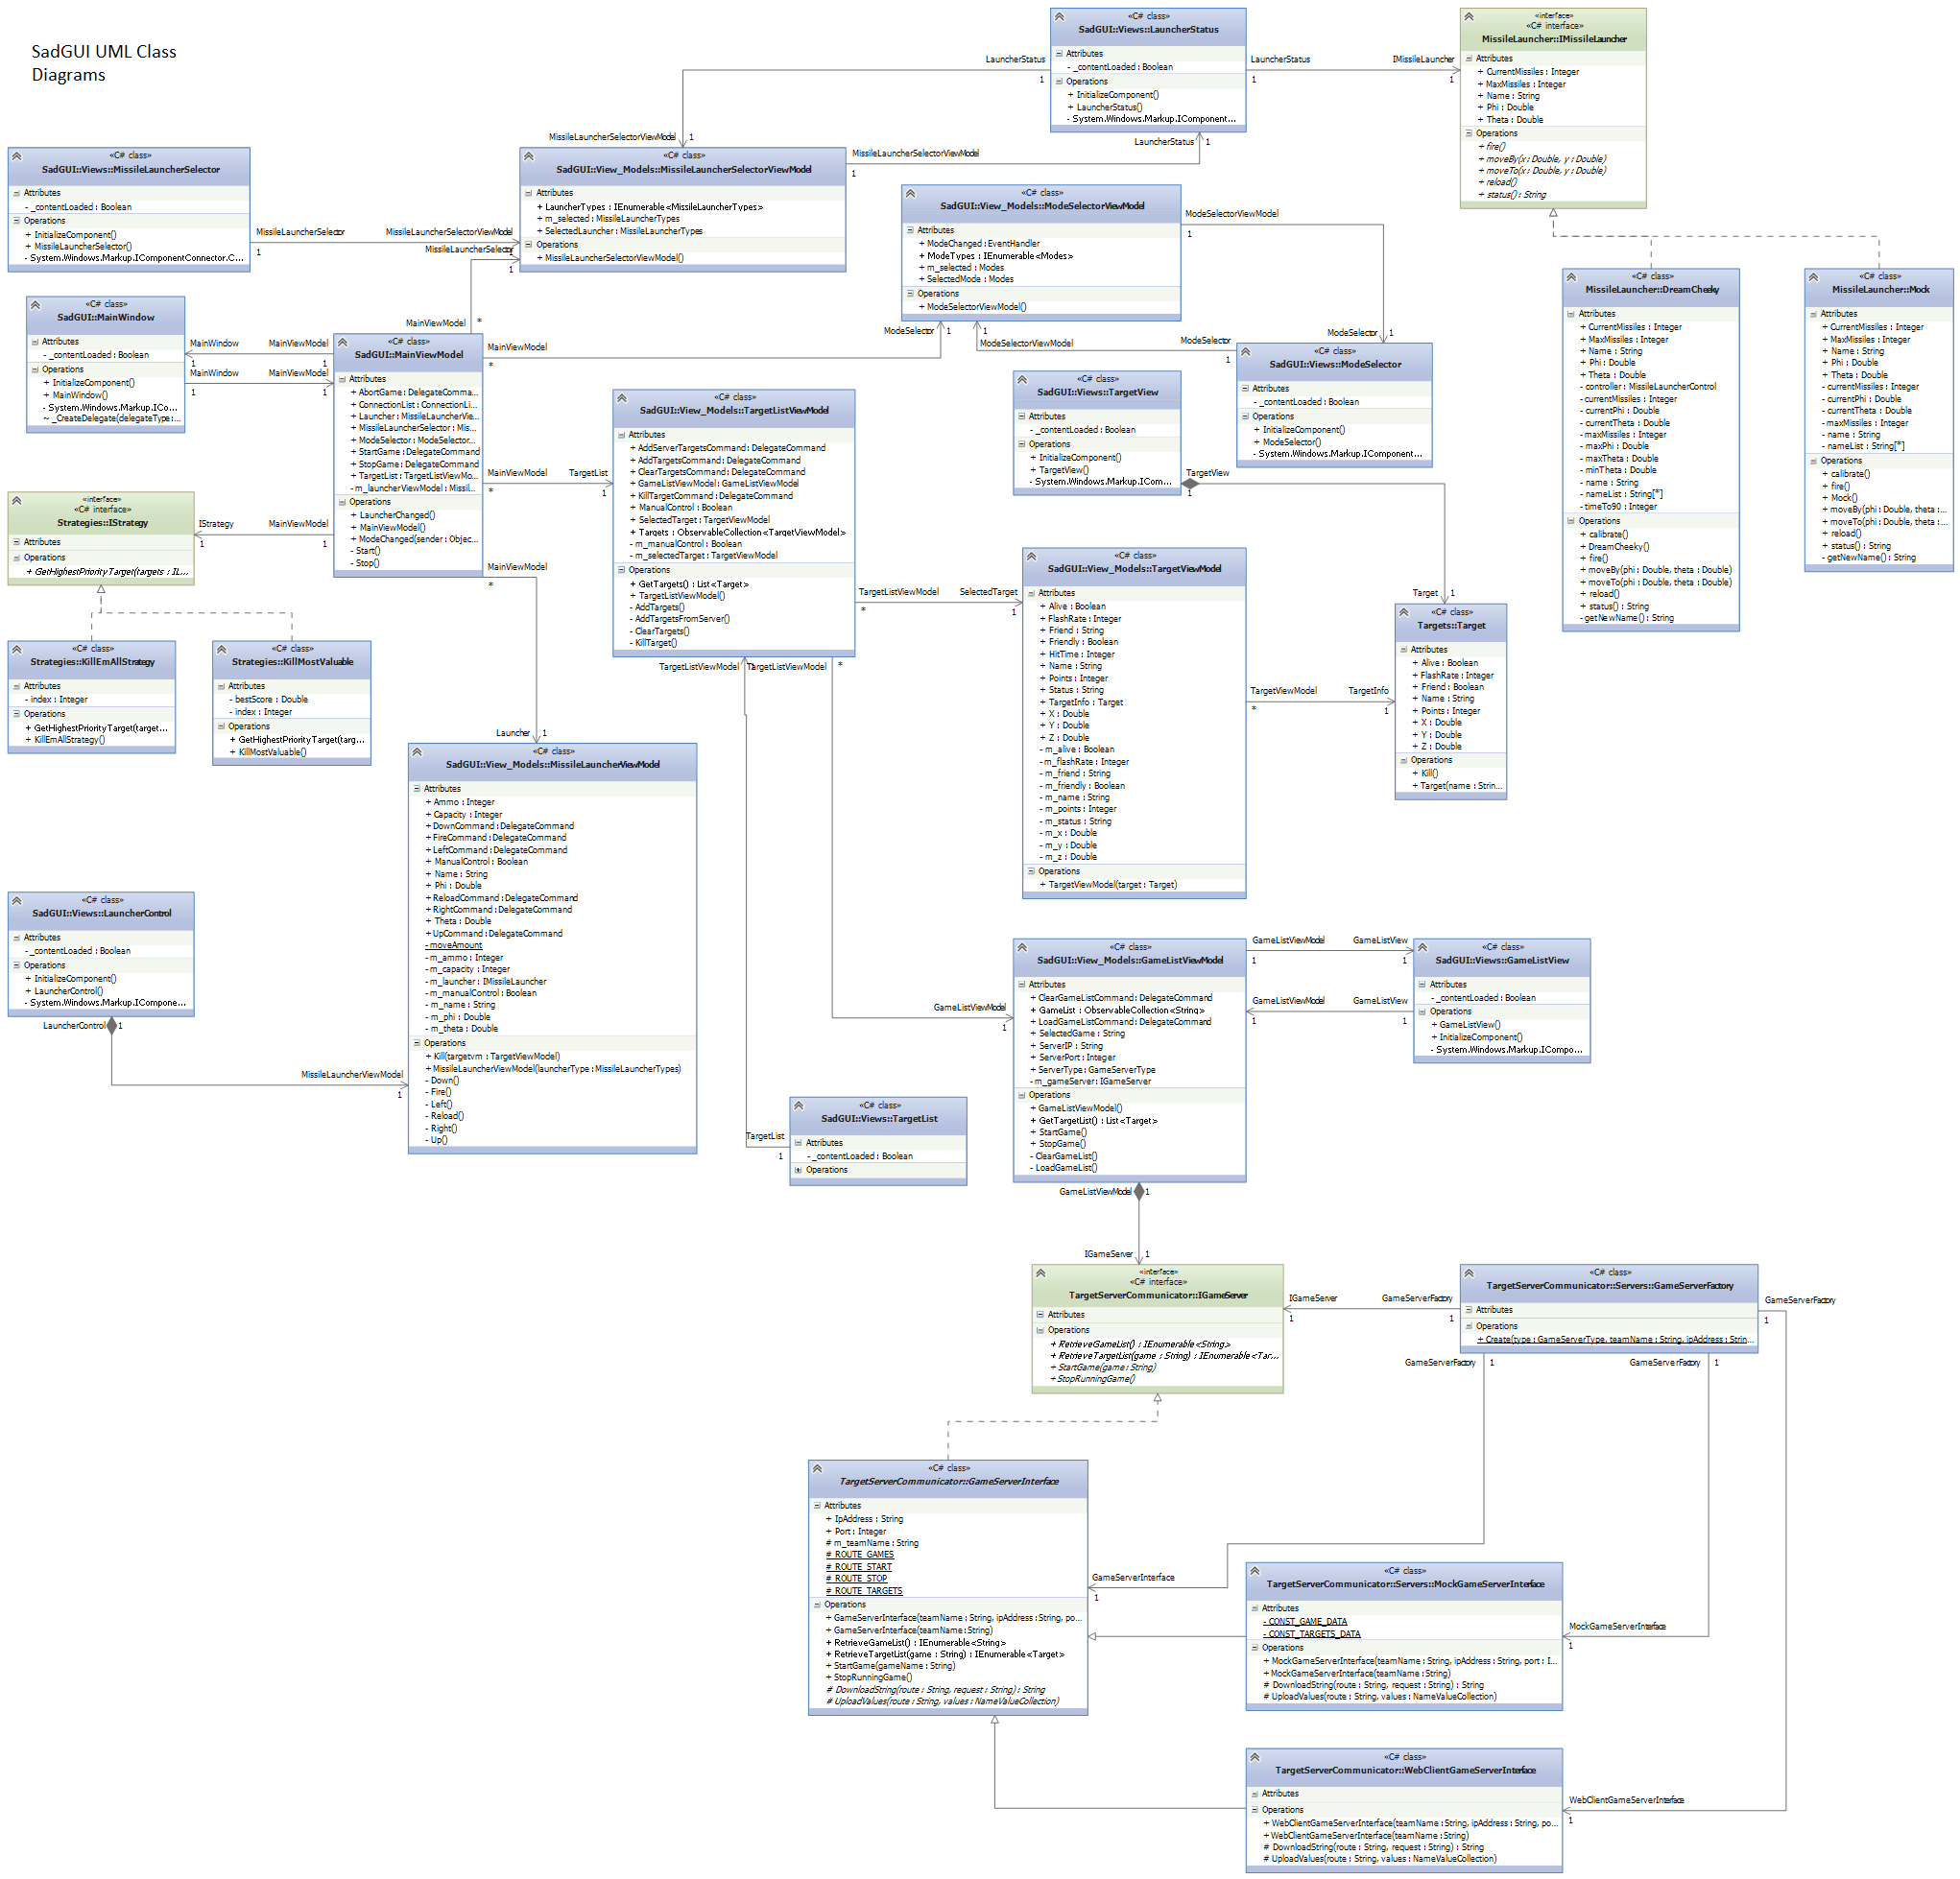 SadGUI UML Class
Diagrams
«C# class»
SadGUI::Views::LauncherStatus
Attributes
- _contentLoaded : Boolean
Operations
+ InitializeComponent()
+ LauncherStatus()
- System.Windows.Markup.IComponent...
«interface»
«C# interface»
MissileLauncher::IMissileLauncher
Attributes
+ CurrentMissiles : Integer
+ MaxMissiles : Integer
+ Name : String
+ Phi : Double
+ Theta : Double
Operations
+ fire()
+ moveBy(x : Double, y : Double)
+ moveTo(x : Double, y : Double)
+ reload()
+ status() : String
LauncherStatus
1
LauncherStatus
1
IMissileLauncher
1
MissileLauncherSelectorViewModel
1
LauncherStatus
1
MissileLauncherSelectorViewModel
1
«C# class»
SadGUI::Views::MissileLauncherSelector
Attributes
- _contentLoaded : Boolean
Operations
+ InitializeComponent()
+ MissileLauncherSelector()
- System.Windows.Markup.IComponentConnector.C...
MissileLauncherSelector
1
MissileLauncherSelectorViewModel
1
MissileLauncherSelector
1
«C# class»
SadGUI::View_Models::MissileLauncherSelectorViewModel
Attributes
+ LauncherTypes : IEnumerable<MissileLauncherTypes>
+ m_selected : MissileLauncherTypes
+ SelectedLauncher : MissileLauncherTypes
Operations
+ MissileLauncherSelectorViewModel()
«C# class»
SadGUI::View_Models::ModeSelectorViewModel
Attributes
+ ModeChanged : EventHandler
+ ModeTypes : IEnumerable<Modes>
+ m_selected : Modes
+ SelectedMode : Modes
Operations
+ ModeSelectorViewModel()
ModeSelectorViewModel
1
ModeSelector
1
1
ModeSelectorViewModel
ModeSelector
1
ModeSelector
1
«C# class»
SadGUI::Views::ModeSelector
Attributes
- _contentLoaded : Boolean
Operations
+ InitializeComponent()
+ ModeSelector()
- System.Windows.Markup.IComponent...
«C# class»
MissileLauncher::DreamCheeky
Attributes
+ CurrentMissiles : Integer
+ MaxMissiles : Integer
+ Name : String
+ Phi : Double
+ Theta : Double
- controller : MissileLauncherControl
- currentMissiles : Integer
- currentPhi : Double
- currentTheta : Double
- maxMissiles : Integer
- maxPhi : Double
- maxTheta : Double
- minTheta : Double
- name : String
- nameList : String[*]
- timeTo90 : Integer
Operations
+ calibrate()
+ DreamCheeky()
+ fire()
+ moveBy(phi : Double, theta : Double)
+ moveTo(phi : Double, theta : Double)
+ reload()
+ status() : String
- getNewName() : String
«C# class»
MissileLauncher::Mock
Attributes
+ CurrentMissiles : Integer
+ MaxMissiles : Integer
+ Name : String
+ Phi : Double
+ Theta : Double
- currentMissiles : Integer
- currentPhi : Double
- currentTheta : Double
- maxMissiles : Integer
- name : String
- nameList : String[*]
Operations
+ calibrate()
+ fire()
+ Mock()
+ moveBy(phi : Double, theta :...
+ moveTo(phi : Double, theta :...
+ reload()
+ status() : String
- getNewName() : String
«C# class»
SadGUI::MainWindow
Attributes
- _contentLoaded : Boolean
Operations
+ InitializeComponent()
+ MainWindow()
- System.Windows.Markup.ICo...
~ _CreateDelegate(delegateType:...
MainWindow
1
MainViewModel
1
MainWindow
1
MainViewModel
1
MainViewModel
*
MainViewModel
*
«C# class»
SadGUI::MainViewModel
Attributes
+ AbortGame : DelegateComma...
+ ConnectionList : ConnectionLi...
+ Launcher : MissileLauncherVie...
+ MissileLauncherSelector : Mis...
+ ModeSelector : ModeSelector...
+ StartGame : DelegateCommand
+ StopGame : DelegateCommand
+ TargetList : TargetListViewMo...
- m_launcherViewModel : Missil...
Operations
+ LauncherChanged()
+ MainViewModel()
+ ModeChanged(sender : Objec...
- Start()
- Stop()
MainViewModel
*
TargetList
1
MainViewModel
*
MainViewModel
1
IStrategy
1
«interface»
«C# interface»
Strategies::IStrategy
Attributes
Operations
+ GetHighestPriorityTarget(targets : IL...
«C# class»
Strategies::KillEmAllStrategy
Attributes
- index : Integer
Operations
+ GetHighestPriorityTarget(target...
+ KillEmAllStrategy()
«C# class»
Strategies::KillMostValuable
Attributes
- bestScore : Double
- index : Integer
Operations
+ GetHighestPriorityTarget(targ...
+ KillMostValuable()
«C# class»
SadGUI::View_Models::TargetListViewModel
Attributes
+ AddServerTargetsCommand : DelegateCommand
+ AddTargetsCommand : DelegateCommand
+ ClearTargetsCommand : DelegateCommand
+ GameListViewModel : GameListViewModel
+ KillTargetCommand : DelegateCommand
+ ManualControl : Boolean
+ SelectedTarget : TargetViewModel
+ Targets : ObservableCollection<TargetViewModel>
- m_manualControl : Boolean
- m_selectedTarget : TargetViewModel
Operations
+ GetTargets() : List<Target>
+ TargetListViewModel()
- AddTargets()
- AddTargetsFromServer()
- ClearTargets()
- KillTarget()
TargetListViewModel
1
TargetListViewModel
*
TargetListViewModel
*
SelectedTarget
1
«C# class»
SadGUI::Views::TargetView
Attributes
- _contentLoaded : Boolean
Operations
+ InitializeComponent()
+ TargetView()
- System.Windows.Markup.ICom...
TargetView
1
Target
1
«C# class»
SadGUI::View_Models::TargetViewModel
Attributes
+ Alive : Boolean
+ FlashRate : Integer
+ Friend : String
+ Friendly : Boolean
+ HitTime : Integer
+ Name : String
+ Points : Integer
+ Status : String
+ TargetInfo : Target
+ X : Double
+ Y : Double
+ Z : Double
- m_alive : Boolean
- m_flashRate : Integer
- m_friend : String
- m_friendly : Boolean
- m_name : String
- m_points : Integer
- m_status : String
- m_x : Double
- m_y : Double
- m_z : Double
Operations
+ TargetViewModel(target : Target)
TargetViewModel
*
TargetInfo
1
«C# class»
Targets::Target
Attributes
+ Alive : Boolean
+ FlashRate : Integer
+ Friend : Boolean
+ Name : String
+ Points : Integer
+ X : Double
+ Y : Double
+ Z : Double
Operations
+ Kill()
+ Target(name : Strin...
Launcher
1
«C# class»
SadGUI::View_Models::MissileLauncherViewModel
Attributes
+ Ammo : Integer
+ Capacity : Integer
+ DownCommand : DelegateCommand
+ FireCommand : DelegateCommand
+ LeftCommand : DelegateCommand
+ ManualControl : Boolean
+ Name : String
+ Phi : Double
+ ReloadCommand : DelegateCommand
+ RightCommand : DelegateCommand
+ Theta : Double
+ UpCommand : DelegateCommand
- moveAmount
- m_ammo : Integer
- m_capacity : Integer
- m_launcher : IMissileLauncher
- m_manualControl : Boolean
- m_name : String
- m_phi : Double
- m_theta : Double
Operations
+ Kill(targetvm : TargetViewModel)
+ MissileLauncherViewModel(launcherType : MissileLauncherTypes)
- Down()
- Fire()
- Left()
- Reload()
- Right()
- Up()
«C# class»
SadGUI::Views::LauncherControl
Attributes
- _contentLoaded : Boolean
Operations
+ InitializeComponent()
+ LauncherControl()
- System.Windows.Markup.ICompone...
LauncherControl
1
MissileLauncherViewModel
1
«C# class»
SadGUI::Views::TargetList
Attributes
- _contentLoaded : Boolean
Operations
TargetList
1
GameListViewModel
1
«C# class»
SadGUI::View_Models::GameListViewModel
Attributes
+ ClearGameListCommand : DelegateCommand
+ GameList : ObservableCollection<String>
+ LoadGameListCommand : DelegateCommand
+ SelectedGame : String
+ ServerIP : String
+ ServerPort : Integer
+ ServerType : GameServerType
- m_gameServer : IGameServer
Operations
+ GameListViewModel()
+ GetTargetList() : List<Target>
+ StartGame()
+ StopGame()
- ClearGameList()
- LoadGameList()
GameListViewModel
1
GameListView
1
GameListViewModel
1
GameListView
1
«C# class»
SadGUI::Views::GameListView
Attributes
- _contentLoaded : Boolean
Operations
+ GameListView()
+ InitializeComponent()
- System.Windows.Markup.ICompo...
GameListViewModel
1
IGameServer
1
«interface»
«C# interface»
TargetServerCommunicator::IGameServer
Attributes
Operations
+ RetrieveGameList() : IEnumerable<String>
+ RetrieveTargetList(game : String) : IEnumerable<Tar...
+ StartGame(game : String)
+ StopRunningGame()
IGameServer
1
GameServerFactory
1
«C# class»
TargetServerCommunicator::Servers::GameServerFactory
Attributes
Operations
+ Create(type : GameServerType, teamName : String, ipAddress : Strin...
GameServerFactory
1
GameServerFactory
1
GameServerFactory
1
«C# class»
TargetServerCommunicator::GameServerInterface
Attributes
+ IpAddress : String
+ Port : Integer
# m_teamName : String
# ROUTE_GAMES
# ROUTE_START
# ROUTE_STOP
# ROUTE_TARGETS
Operations
+ GameServerInterface(teamName : String, ipAddress : String, po...
+ GameServerInterface(teamName : String)
+ RetrieveGameList() : IEnumerable<String>
+ RetrieveTargetList(game : String) : IEnumerable<Target>
+ StartGame(gameName : String)
+ StopRunningGame()
# DownloadString(route : String, request : String) : String
# UploadValues(route : String, values : NameValueCollection)
GameServerInterface
1
«C# class»
TargetServerCommunicator::Servers::MockGameServerInterface
Attributes
- CONST_GAME_DATA
- CONST_TARGETS_DATA
Operations
+ MockGameServerInterface(teamName : String, ipAddress : String, port : I...
+ MockGameServerInterface(teamName : String)
# DownloadString(route : String, request : String) : String
# UploadValues(route : String, values : NameValueCollection)
MockGameServerInterface
1
«C# class»
TargetServerCommunicator::WebClientGameServerInterface
Attributes
Operations
+ WebClientGameServerInterface(teamName : String, ipAddress : String, po...
+ WebClientGameServerInterface(teamName : String)
# DownloadString(route : String, request : String) : String
# UploadValues(route : String, values : NameValueCollection)
WebClientGameServerInterface
1